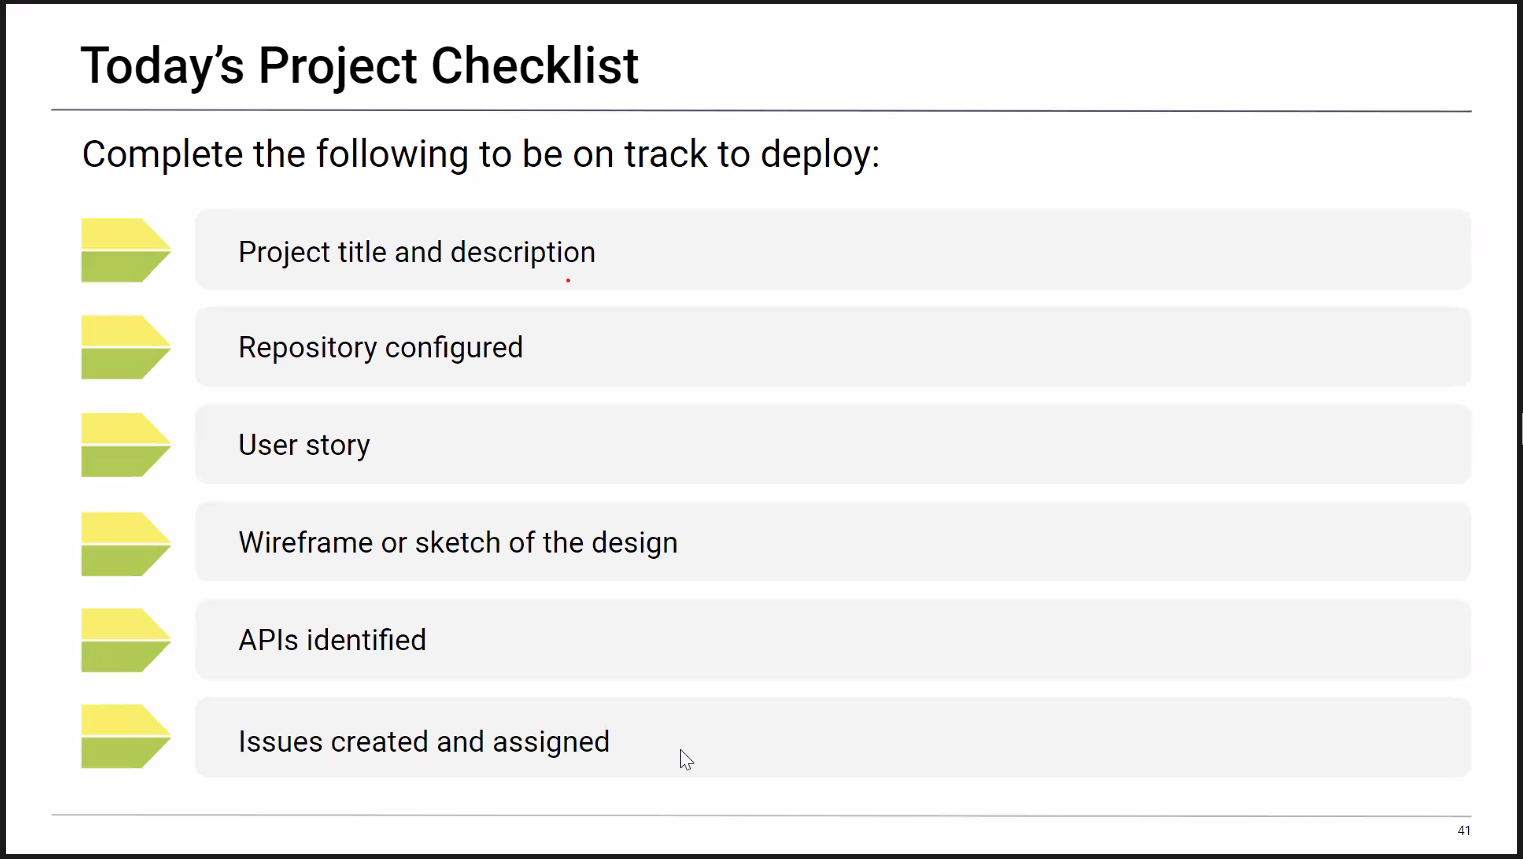 Today’s Project Checklist
Complete the following to be on track to deploy:
Project title and description
Repository configured
User story
Wireframe or sketch of the design
APIs identified
Issues created and assigned
41